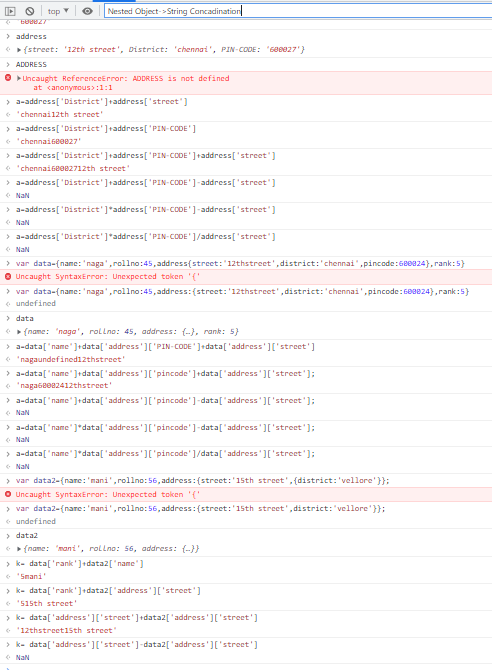 top
Nested Object->String Concadination
'600027'
address
{street: '12th street', District: 'chennai', PIN-CODE: '600027'}
ADDRESS
Uncaught ReferenceError: ADDRESS is not defined
at <anonymous>:1:1
a=address['District']+address['street']
'chennai12th street'
a=address['District']+address['PIN-CODE']
'chennai600027'
a=address['District']+address['PIN-CODE']+address['street']
'chennai60002712th street'
a=address['District']+address['PIN-CODE']-address['street']
NaN
a=address['District']*address['PIN-CODE']-address['street']
NaN
a=address['District']*address['PIN-CODE']/address['street']
NaN
var data={name:'naga',rollno:45,address{street:'12thstreet',district:'chennai',pincode:600024},rank:5}
Uncaught SyntaxError: Unexpected token '{'
var data={name:'naga',rollno:45,address:{street:'12thstreet',district:'chennai',pincode:600024},rank:5}
undefined
data
{name: 'naga', rollno: 45, address: {…}, rank: 5}
a=data['name']+data['address']['PIN-CODE']+data['address']['street']
'nagaundefined12thstreet'
a=data['name']+data['address']['pincode']+data['address']['street'];
'naga60002412thstreet'
a=data['name']+data['address']['pincode']-data['address']['street'];
NaN
a=data['name']*data['address']['pincode']-data['address']['street'];
NaN
a=data['name']*data['address']['pincode']/data['address']['street'];
NaN
var data2={name:'mani',rollno:56,address:{street:'15th street',{district:'vellore'}};
Uncaught SyntaxError: Unexpected token '{'
var data2={name:'mani',rollno:56,address:{street:'15th street',district:'vellore'}};
undefined
data2
{name: 'mani', rollno: 56, address: {…}}
k= data['rank']+data2['name']
'5mani'
k= data['rank']+data2['address']['street']
'515th street'
k= data['address']['street']+data2['address']['street']
'12thstreet15th street'
k= data['address']['street']-data2['address']['street']
NaN